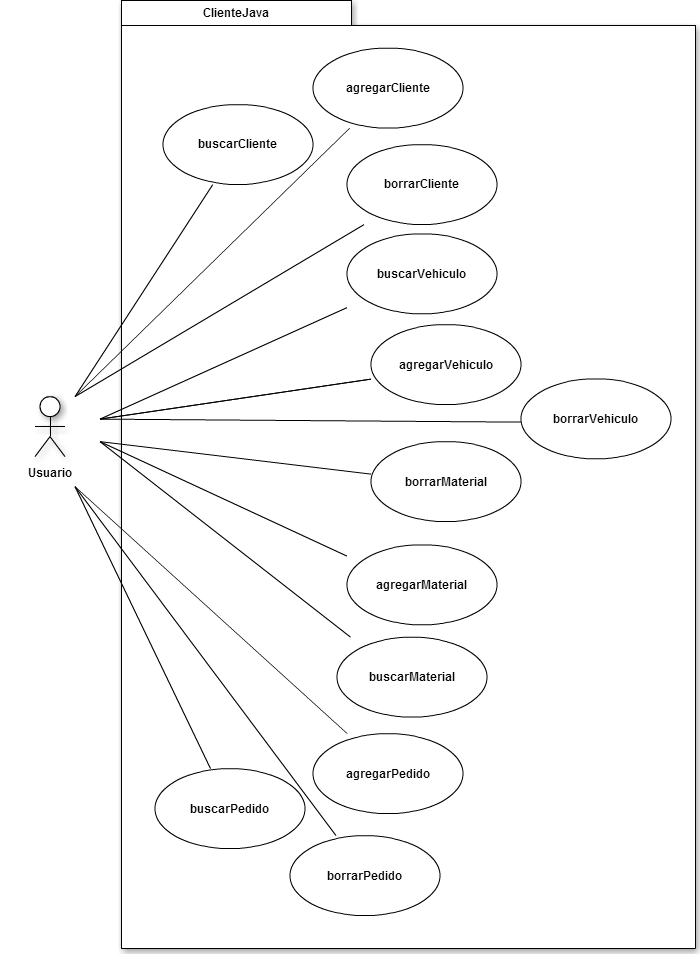 ClienteJava
agregarCliente
buscarCliente
borrarCliente
buscarVehiculo
agregarVehiculo
borrarVehiculo
borrarMaterial
Usuario
agregarMaterial
buscarMaterial
agregarPedido
buscarPedido
borrarPedido